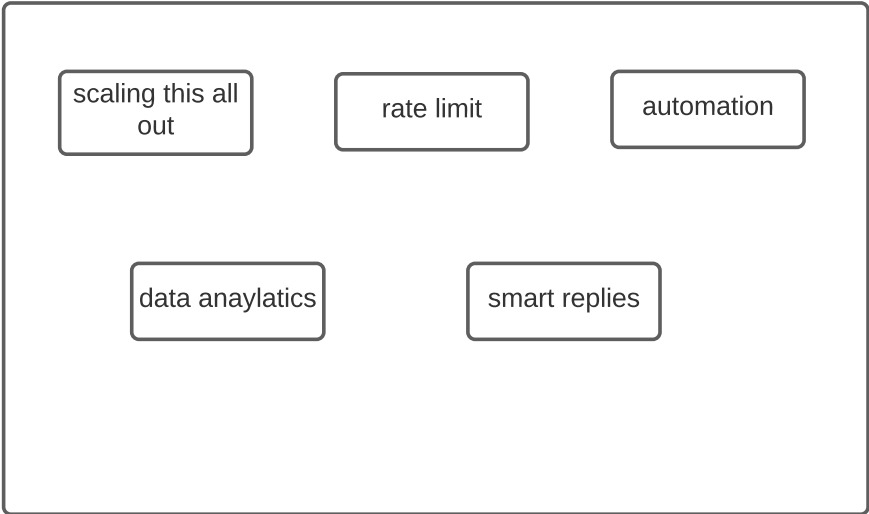 scaling this all
out
rate limit
automation
data anaylatics
smart replies